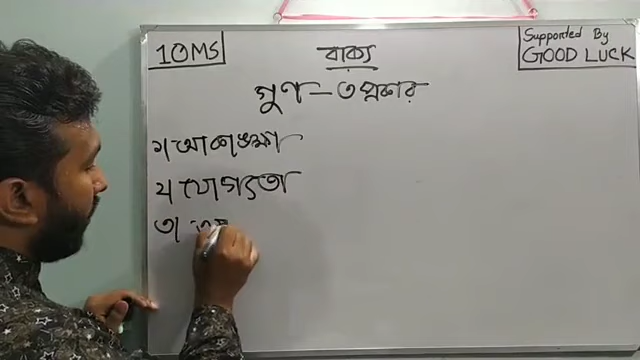 10MS
বাক্য
Supported By
GOOD LUCK
গুণ - ৩ প্রকার
১। আকাঙ্ক্ষা
২। যোগ্যতা
৩।